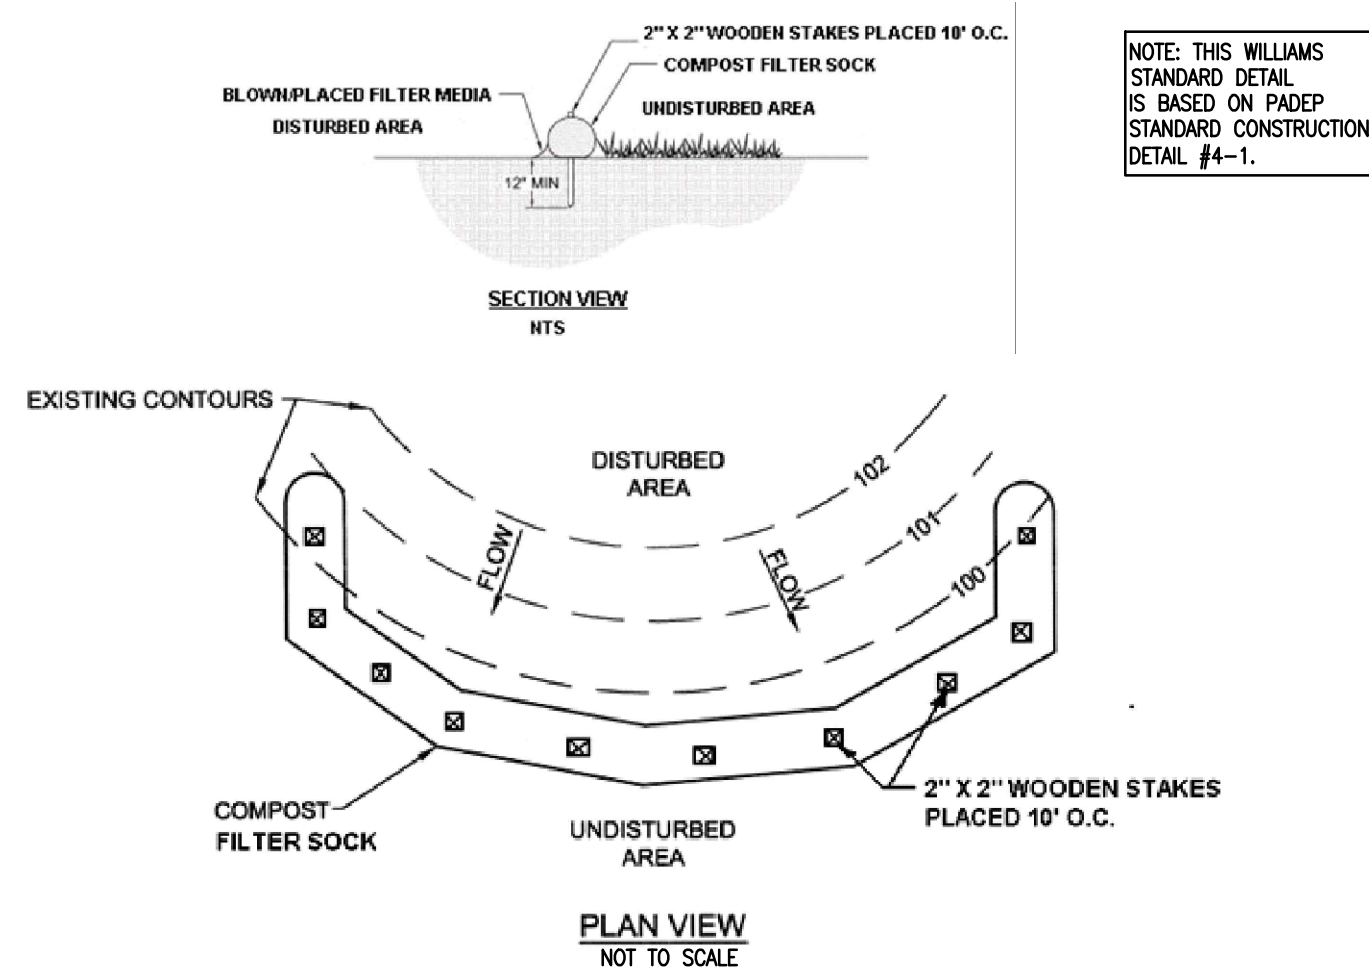 2" X 2" WOODEN STAKES PLACED 10' O.C.
COMPOST FILTER SOCK
BLOWN/PLACED FILTER MEDIA
DISTURBED AREA
UNDISTURBED AREA
12" MIN
SECTION VIEW
NTS
NOTE: THIS WILLIAMS
STANDARD DETAIL
IS BASED ON PADEP
STANDARD CONSTRUCTION
DETAIL #4-1.
EXISTING CONTOURS
DISTURBED
AREA
102
101
100
FLOW
FLOW
COMPOST
FILTER SOCK
UNDISTURBED
AREA
2" X 2" WOODEN STAKES
PLACED 10' O.C.
PLAN VIEW
NOT TO SCALE